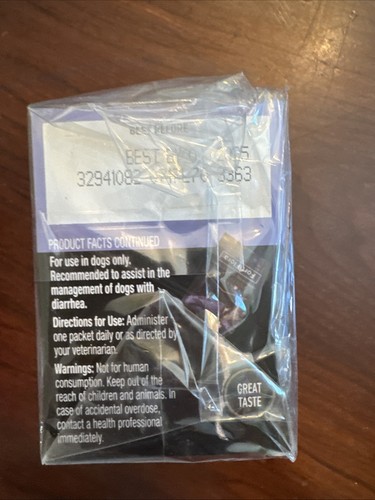 BEST BEFORE
BEST
32941082
PRODUCT FACTS CONTINUED
For use in dogs only.
Recommended to assist in the
management of dogs with
diarrhea.
Directions for Use: Administer
one packet daily or as directed by
your veterinarian.
Warnings: Not for human
consumption. Keep out of the
reach of children and animals. In
case of accidental overdose,
contact a health professional
immediately.
GREAT
TASTE